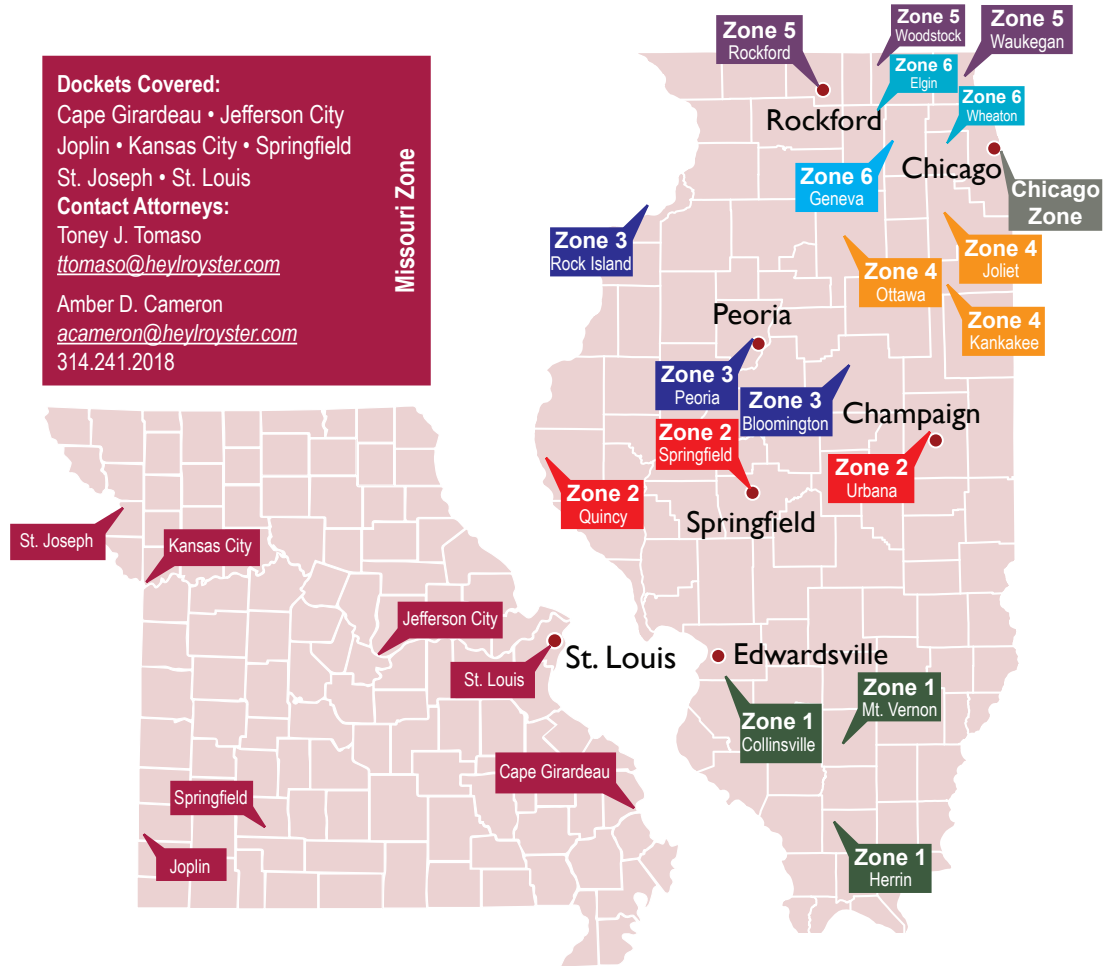 Dockets Covered:
Cape Girardeau • Jefferson City
Joplin • Kansas City • Springfield
St. Joseph • St. Louis
Contact Attorneys:
Toney J. Tomaso
ttomaso@heylroyster.com
Amber D. Cameron
acameron@heylroyster.com
314.241.2018
Missouri Zone
Zone 5
Rockford
Zone 5
Woodstock
Zone 5
Waukegan
Zone 6
Elgin
Zone 6
Wheaton
Rockford
Chicago
Zone 6
Geneva
Chicago
Zone
Zone 3
Rock Island
Zone 4
Joliet
Zone 4
Ottawa
Zone 4
Kankakee
Peoria
Zone 3
Peoria
Zone 3
Bloomington
Champaign
Zone 2
Springfield
Zone 2
Urbana
Zone 2
Quincy
Springfield
St. Joseph
Kansas City
Jefferson City
St. Louis
St. Louis
Edwardsville
Zone 1
Mt. Vernon
Zone 1
Collinsville
Cape Girardeau
Springfield
Joplin
Zone 1
Herrin